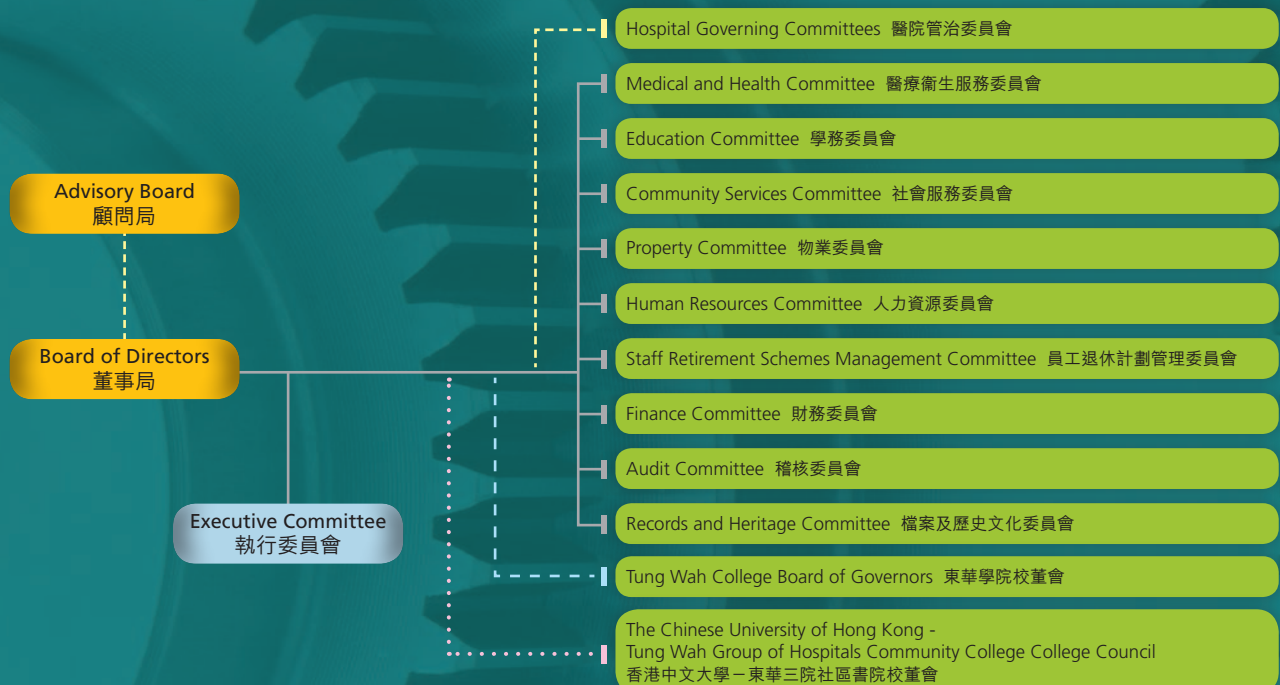 Advisory Board
顧問局
Board of Directors
董事局
Executive Committee
執行委員會
Hospital Governing Committees 醫院管治委員會
Medical and Health Committee 醫療衞生服務委員會
Education Committee 學務委員會
Community Services Committee 社會服務委員會
Property Committee 物業委員會
Human Resources Committee 人力資源委員會
Staff Retirement Schemes Management Committee 員工退休計劃管理委員會
Finance Committee 財務委員會
Audit Committee 稽核委員會
Records and Heritage Committee 檔案及歷史文化委員會
Tung Wah College Board of Governors 東華學院校董會
The Chinese University of Hong Kong -
Tung Wah Group of Hospitals Community College College Council
香港中文大學－東華三院社區書院校董會